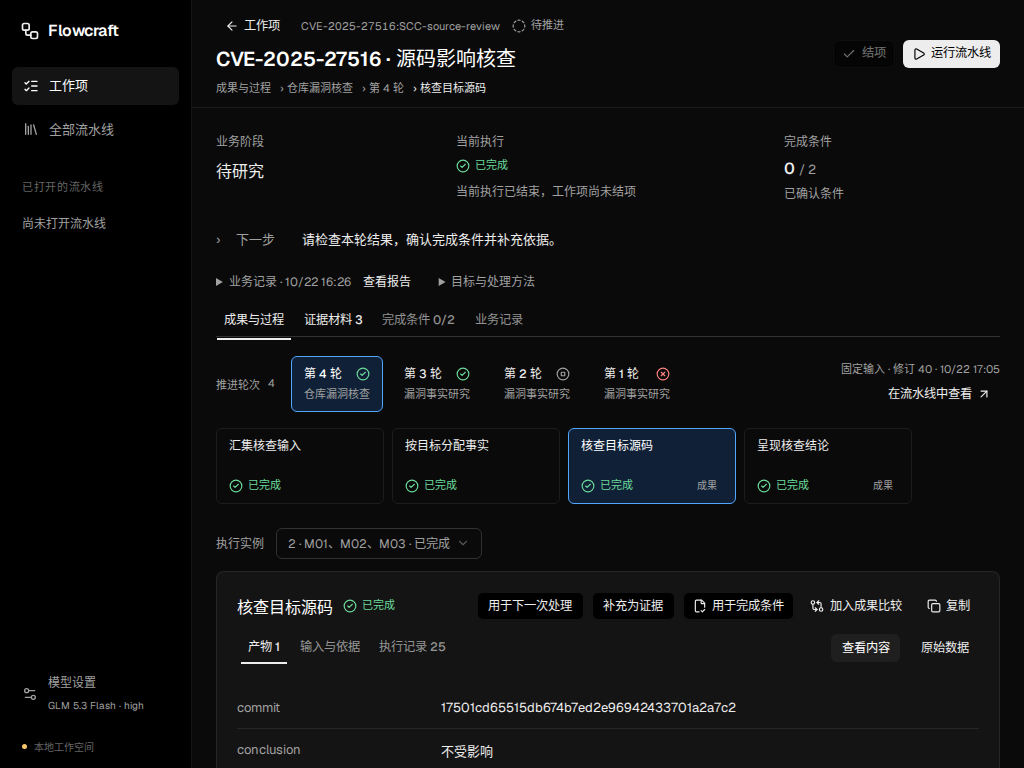 Flowcraft
工作项
全部流水线
已打开的流水线
尚未打开流水线
模型设置
GLM 5.3 Flash · high
本地工作空间
工作项 CVE-2025-27516:SCC-source-review 待推进
CVE-2025-27516 · 源码影响核查
结项 运行流水线
成果与过程 › 仓库漏洞核查 › 第 4 轮 › 核查目标源码
业务阶段
待研究
当前执行
已完成
当前执行已结束，工作项尚未结项
完成条件
0 / 2
已确认条件
› 下一步 请检查本轮结果，确认完成条件并补充依据。
业务记录 · 10/22 16:26 查看报告 目标与处理方法
成果与过程 证据材料 3 完成条件 0/2 业务记录
推进轮次 4
第 4 轮
仓库漏洞核查
第 3 轮
漏洞事实研究
第 2 轮
漏洞事实研究
第 1 轮
漏洞事实研究
固定输入 · 修订 40 · 10/22 17:05
在流水线中查看
汇集核查输入
已完成
按目标分配事实
已完成
核查目标源码
已完成 成果
呈现核查结论
已完成 成果
执行实例 2 · M01、M02、M03 · 已完成
核查目标源码 已完成
用于下一次处理 补充为证据 用于完成条件 加入成果比较 复制
产物 1 输入与依据 执行记录 25
查看内容 原始数据
commit 17501cd65515db674b7ed2e96942433701a2a7c2
conclusion 不受影响